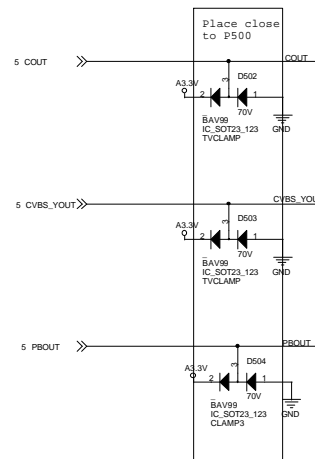 Place close
to P500
5 COUT
COUT
A3.3V
D502
3
2
1
BAV99
70V
IC_SOT23_123
TVCLAMP
GND
5 CVBS_YOUT
CVBS_YOUT
A3.3V
D503
3
2
1
BAV99
70V
IC_SOT23_123
TVCLAMP
GND
5 PBOUT
PBOUT
A3.3V
D504
3
2
1
BAV99
70V
IC_SOT23_123
CLAMP3
GND